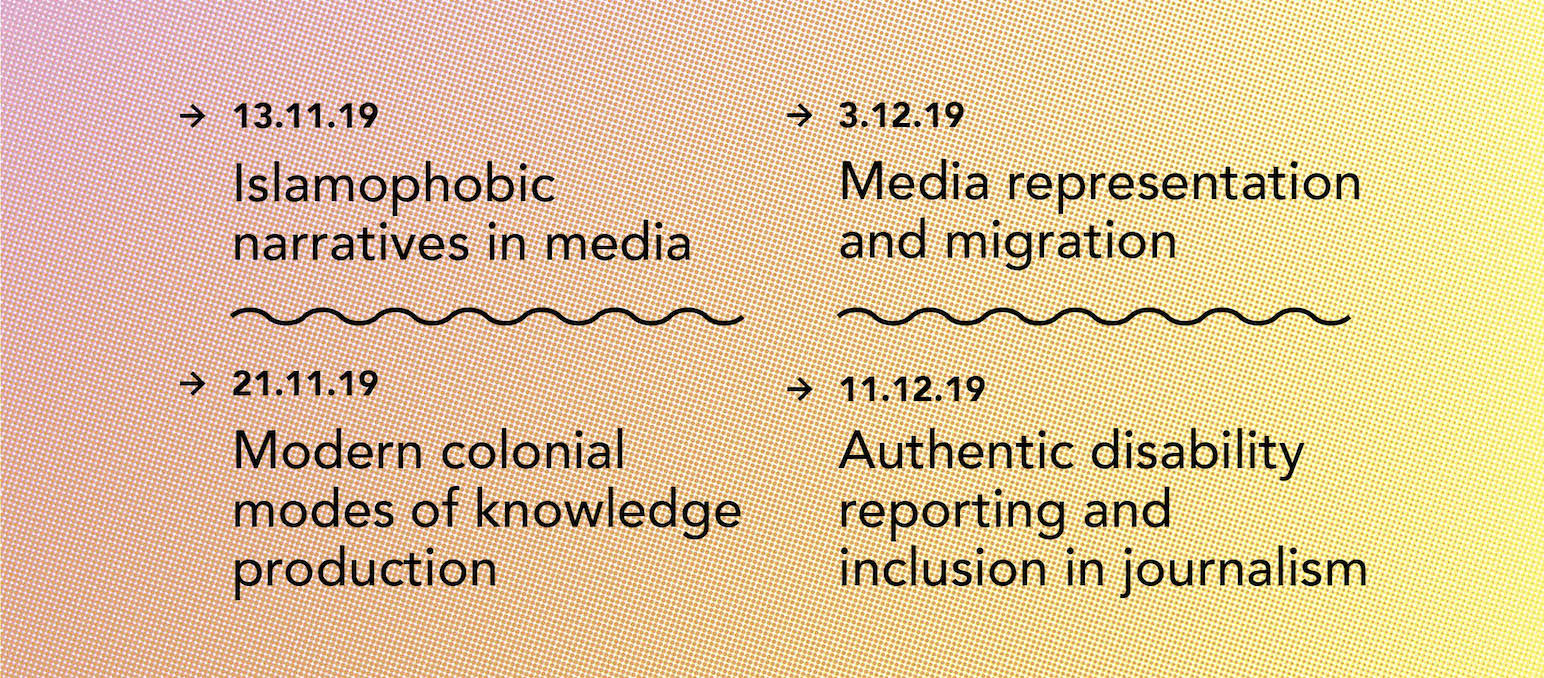 → 13.11.19
Islamophobic
narratives in media
→ 21.11.19
Modern colonial
modes of knowledge
production
→ 3.12.19
Media representation
and migration
→ 11.12.19
Authentic disability
reporting and
inclusion in journalism